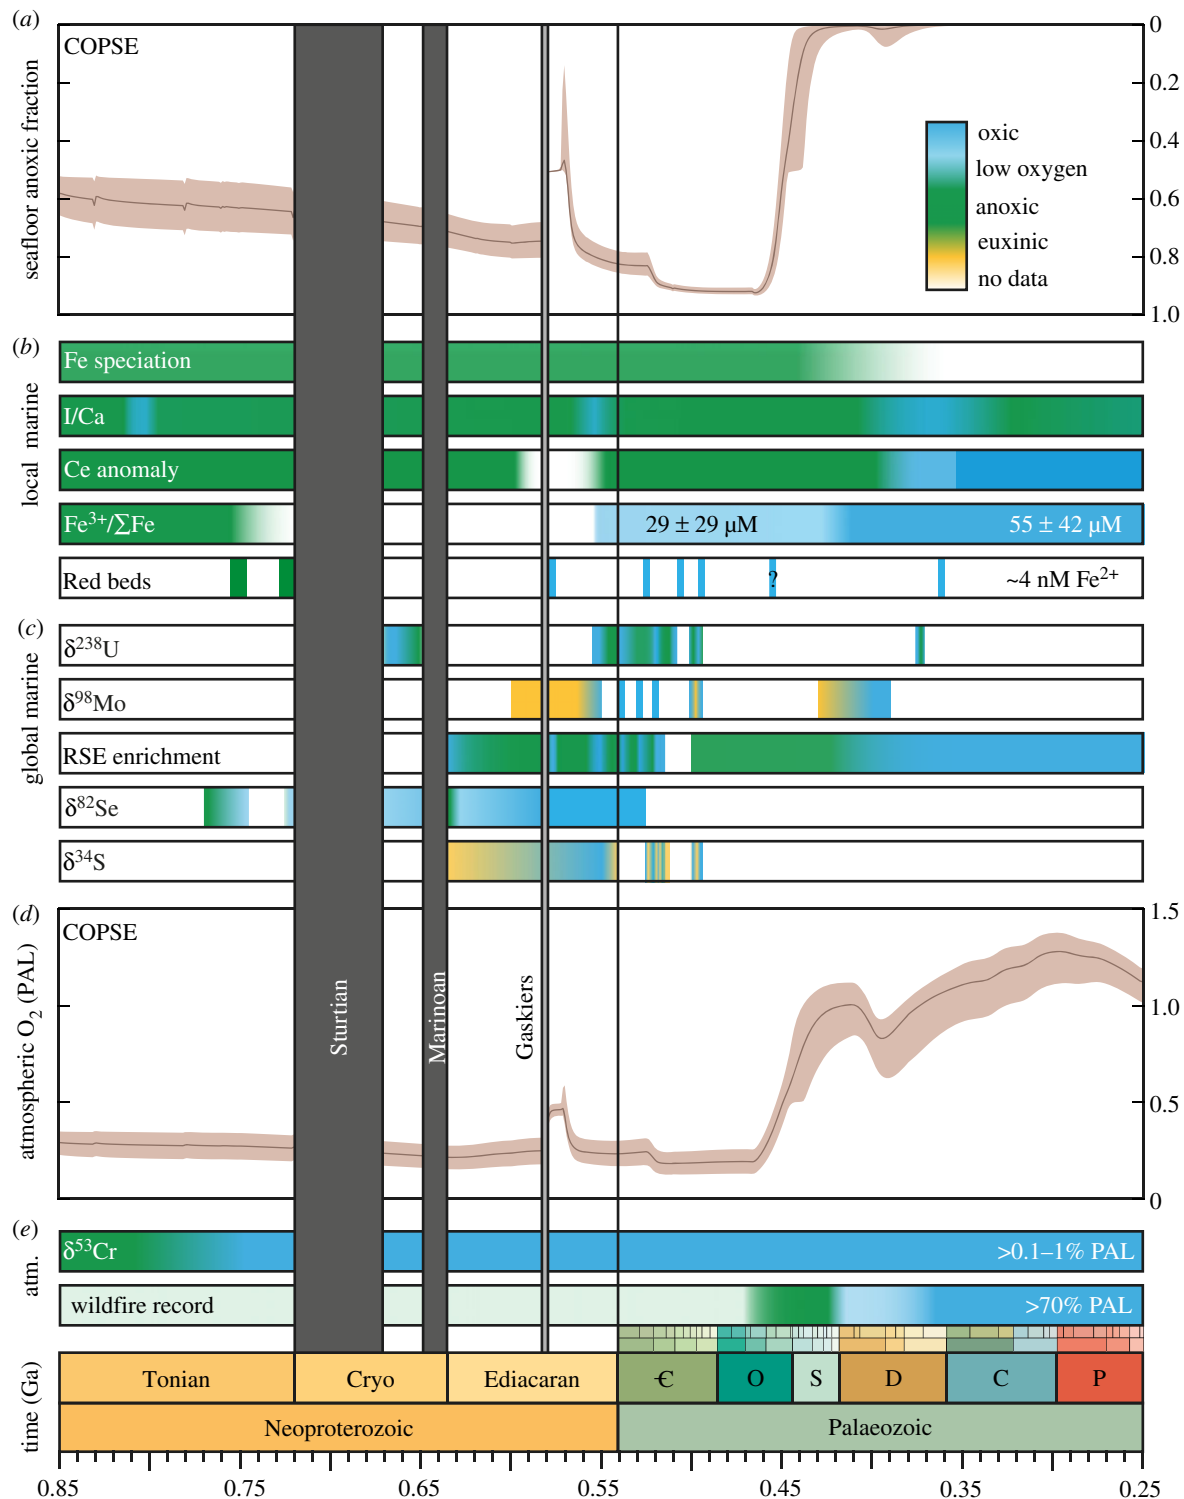 (a)
COPSE
seafloor anoxic fraction
0
0.2
0.4
0.6
0.8
1.0
oxic
low oxygen
anoxic
euxinic
no data
(b)
local marine
Fe speciation
I/Ca
Ce anomaly
Fe³⁺/∑Fe
29 ± 29 µM
55 ± 42 µM
Red beds
?
~4 nM Fe²⁺
(c)
global marine
δ²³⁸U
δ⁹⁸Mo
RSE enrichment
δ⁸²Se
δ³⁴S
(d)
COPSE
atmospheric O₂ (PAL)
1.5
1.0
0.5
0
Sturtian
Marinoan
Gaskiers
(e)
atm.
δ⁵³Cr
>0.1–1% PAL
wildfire record
>70% PAL
time (Ga)
Tonian
Cryo
Ediacaran
Ꞓ
O
S
D
C
P
Neoproterozoic
Palaeozoic
0.85
0.75
0.65
0.55
0.45
0.35
0.25